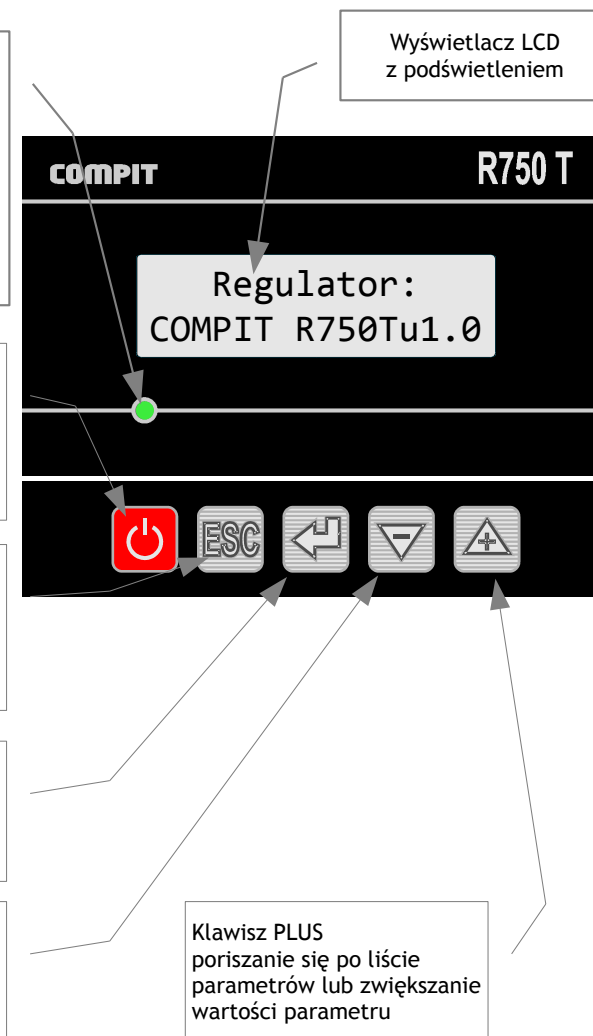 Wyświetlacz LCD
z podświetleniem
COMPIT
R750 T
Regulator:
COMPIT R750Tu1.0
ESC
Klawisz PLUS
poriszanie się po liście
parametrów lub zwiększanie
wartości parametru